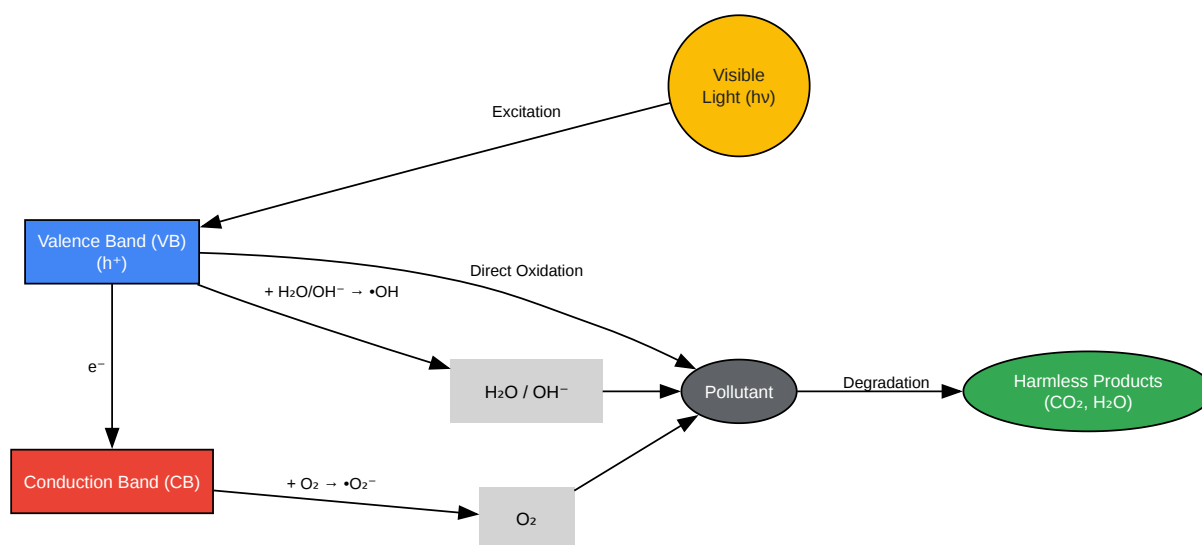 Visible
Light (hν)
Excitation
Valence Band (VB)
(h⁺)
Direct Oxidation
+ H₂O/OH⁻ → •OH
e⁻
H₂O / OH⁻
Pollutant
Degradation
Harmless Products
(CO₂, H₂O)
Conduction Band (CB)
+ O₂ → •O₂⁻
O₂